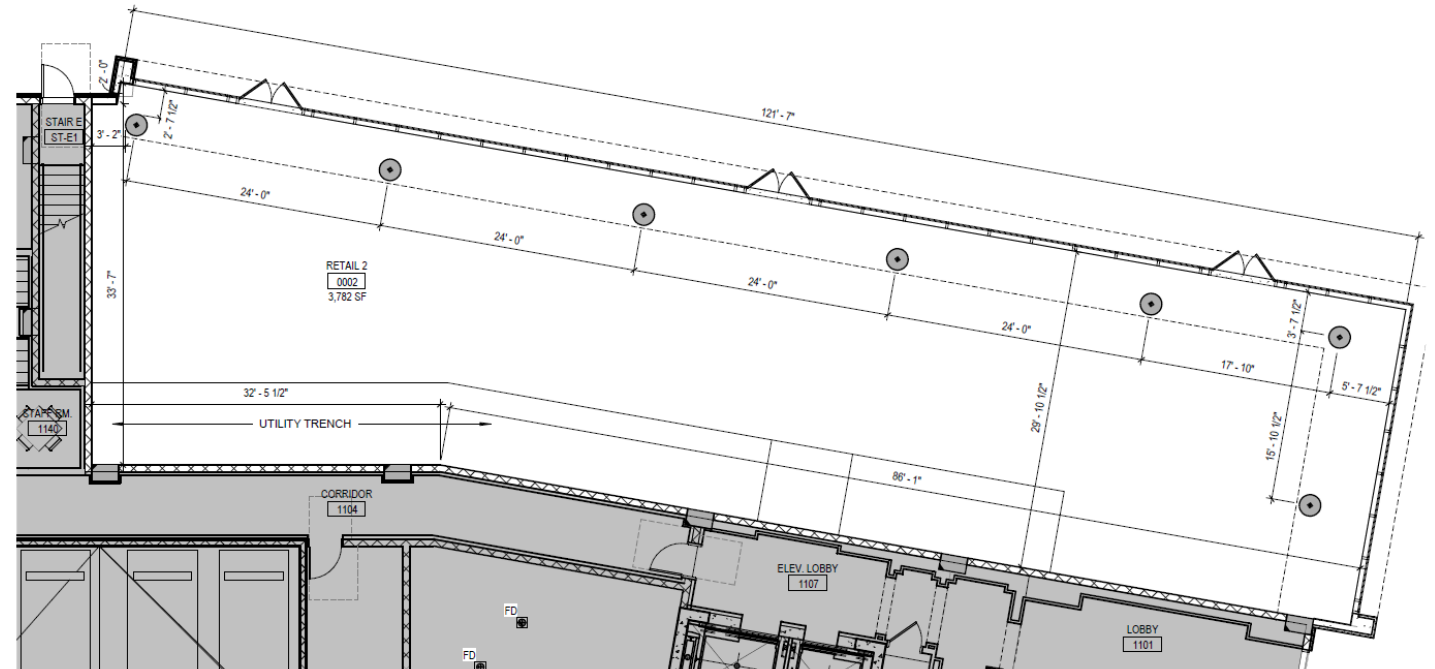 121' - 7"
2' - 0"
STAIR E
ST-E1
3' - 2"
2' - 7 1/2"
24' - 0"
24' - 0"
24' - 0"
24' - 0"
17' - 10"
5' - 7 1/2"
3' - 7 1/2"
15' - 10 1/2"
29' - 10 1/2"
33' - 7"
RETAIL 2
0002
3,782 SF
32' - 5 1/2"
UTILITY TRENCH
86' - 1"
STAFF RM.
1140
CORRIDOR
1104
ELEV. LOBBY
1107
LOBBY
1101
FD
FD